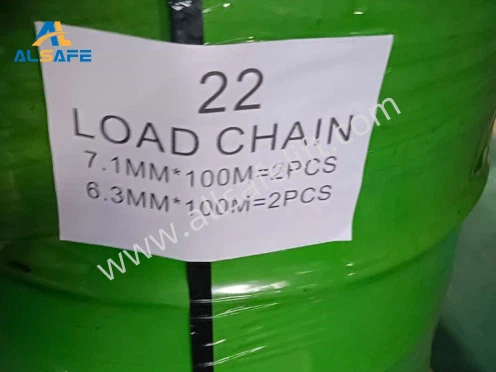 ALSAFE
22
LOAD CHAIN
7.1MM*100M=2PCS
6.3MM*100M=2PCS